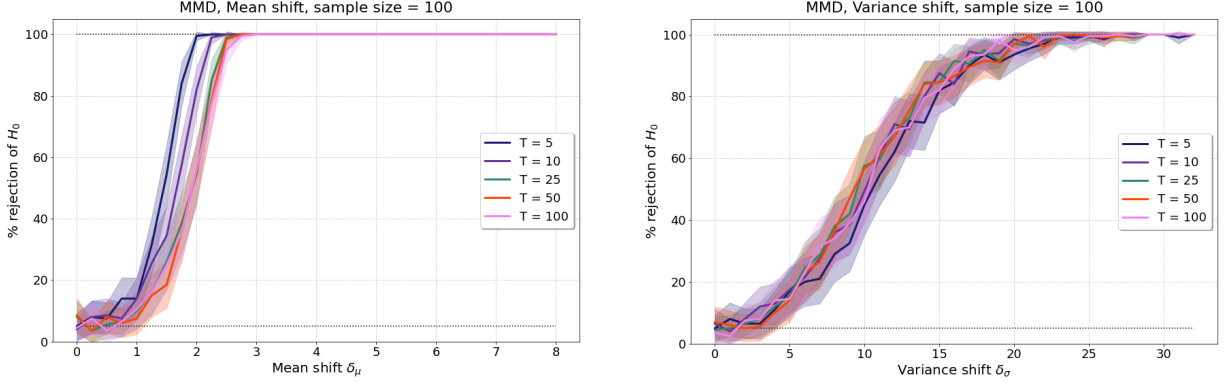 MMD, Mean shift, sample size = 100
% rejection of H₀
100
80
60
40
20
0
T = 5
T = 10
T = 25
T = 50
T = 100
0 1 2 3 4 5 6 7 8
Mean shift δ_μ
MMD, Variance shift, sample size = 100
% rejection of H₀
100
80
60
40
20
0
T = 5
T = 10
T = 25
T = 50
T = 100
0 5 10 15 20 25 30
Variance shift δ_σ